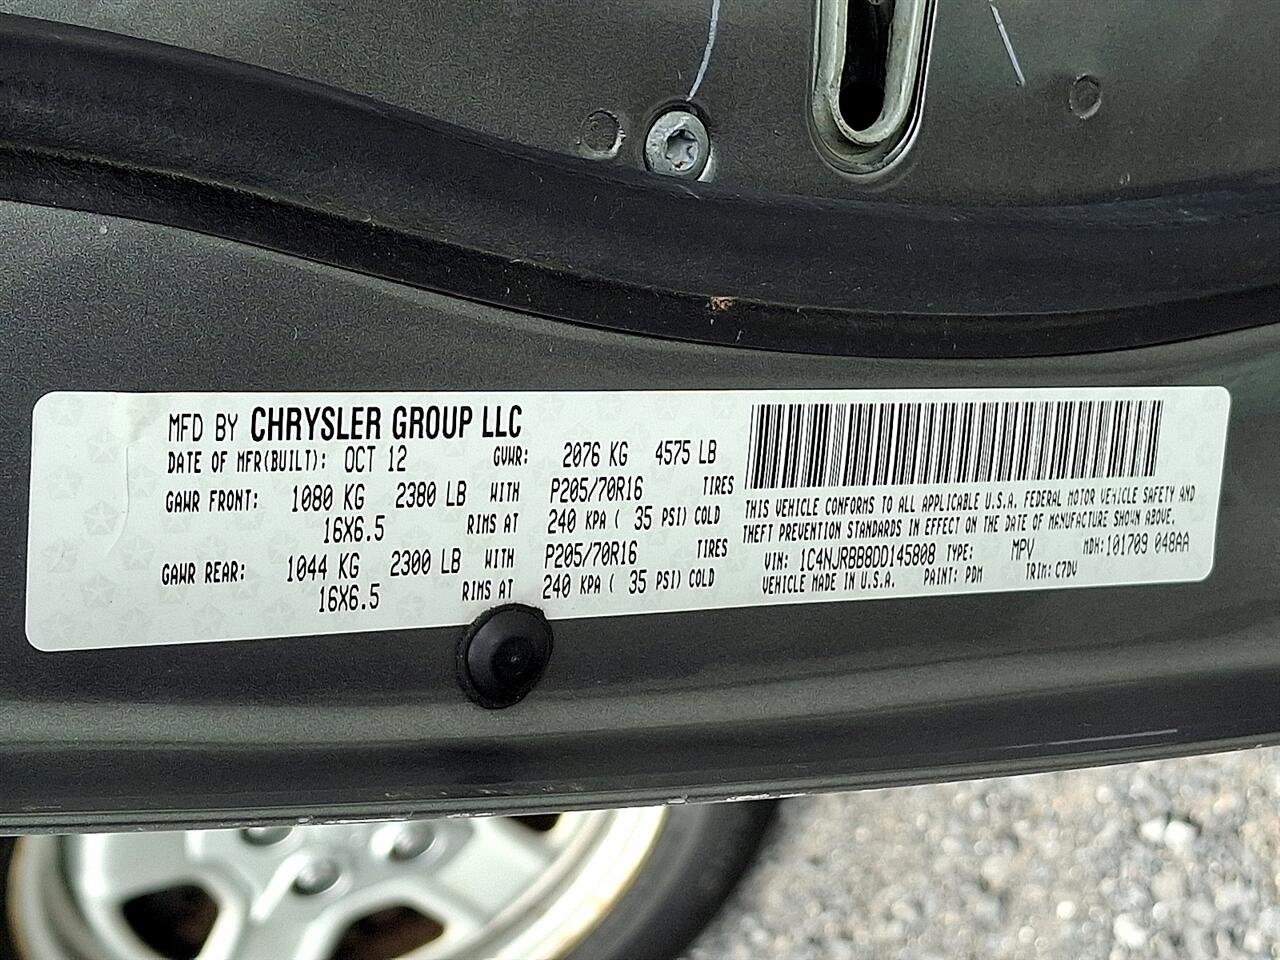 MFD BY CHRYSLER GROUP LLC
DATE OF MFR(BUILT): OCT 12 GVWR: 2076 KG 4575 LB
GAWR FRONT: 1080 KG 2380 LB WITH P205/70R16 TIRES
16X6.5 RIMS AT 240 KPA ( 35 PSI) COLD
GAWR REAR: 1044 KG 2300 LB WITH P205/70R16 TIRES
16X6.5 RIMS AT 240 KPA ( 35 PSI) COLD
THIS VEHICLE CONFORMS TO ALL APPLICABLE U.S.A. FEDERAL MOTOR VEHICLE SAFETY AND
THEFT PREVENTION STANDARDS IN EFFECT ON THE DATE OF MANUFACTURE SHOWN ABOVE.
VIN: 1C4NJRBB8DD145808 TYPE: MPV MDH:101709 048AA
VEHICLE MADE IN U.S.A. PAINT: PDM TRIM: C7DV